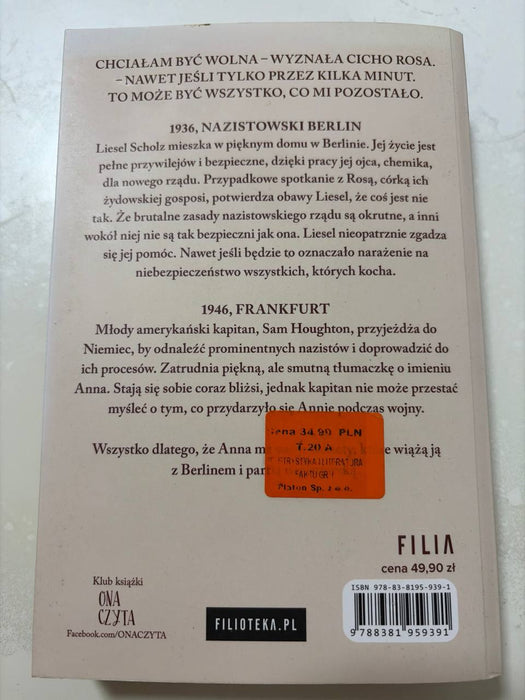 CHCIAŁAM BYĆ WOLNA – WYZNAŁA CICHO ROSA.
– NAWET JEŚLI TYLKO PRZEZ KILKA MINUT.
TO MOŻE BYĆ WSZYSTKO, CO MI POZOSTAŁO.
1936, NAZISTOWSKI BERLIN
Liesel Scholz mieszka w pięknym domu w Berlinie. Jej życie jest
pełne przywilejów i bezpieczne, dzięki pracy jej ojca, chemika,
dla nowego rządu. Przypadkowe spotkanie z Rosą, córką ich
żydowskiej gosposi, potwierdza obawy Liesel, że coś jest nie
tak. Że brutalne zasady nazistowskiego rządu są okrutne, a inni
wokół niej nie są tak bezpieczni jak ona. Liesel nieopatrznie zgadza
się jej pomóc. Nawet jeśli będzie to oznaczało narażenie na
niebezpieczeństwo wszystkich, których kocha.
1946, FRANKFURT
Młody amerykański kapitan, Sam Houghton, przyjeżdża do
Niemiec, by odnaleźć prominentnych nazistów i doprowadzić do
ich procesów. Zatrudnia piękną, ale smutną tłumaczkę o imieniu
Anna. Stają się sobie coraz bliżsi, jednak kapitan nie może przestać
myśleć o tym, co przydarzyło się Annie podczas wojny.
Wszystko dlatego, że Anna wiążą ją
z Berlinem i
cena 34.99 PLN
T.20 A
Platon Sp. z o.o.
FILIA
cena 49,90 zł
Klub książki
ONA
CZYTA
Facebook.com/ONACZYTA
FILIOTEKA.PL
ISBN 978-83-8195-939-1
9 788381 959391